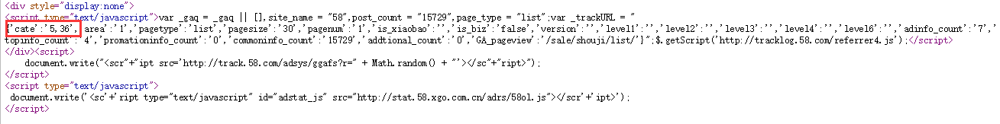 <div style="display:none">
<script type="text/javascript">var _gaq = _gaq || [],site_name = "58",post_count = "15729",page_type = "list";var _trackURL = "
{'cate':'5,36','area':'1','pagetype':'list','pagesize':'30','pagenum':'1','is_xiaobao':'','is_biz':'false','version':'','level1':'','level2':'','level3':'','level4':'','level6':'','adinfo_count':'7','
topinfo_count':'4','promationinfo_count':'0','commoninfo_count':'15729','addtional_count':'0','GA_pageview':'/sale/shouji/list/'}";$.getScript('http://tracklog.58.com/referrer4.js');</script>
</div><script>
document.write("<scr"+"ipt src='http://track.58.com/adsys/ggafs?r=" + Math.random() + "'></sc"+"ript>");
</script>
<script type="text/javascript">
document.write('<sc'+'ript type="text/javascript" id="adstat_js" src="http://stat.58.xgo.com.cn/adrs/58ol.js"></scr'+'ipt>');
</script>